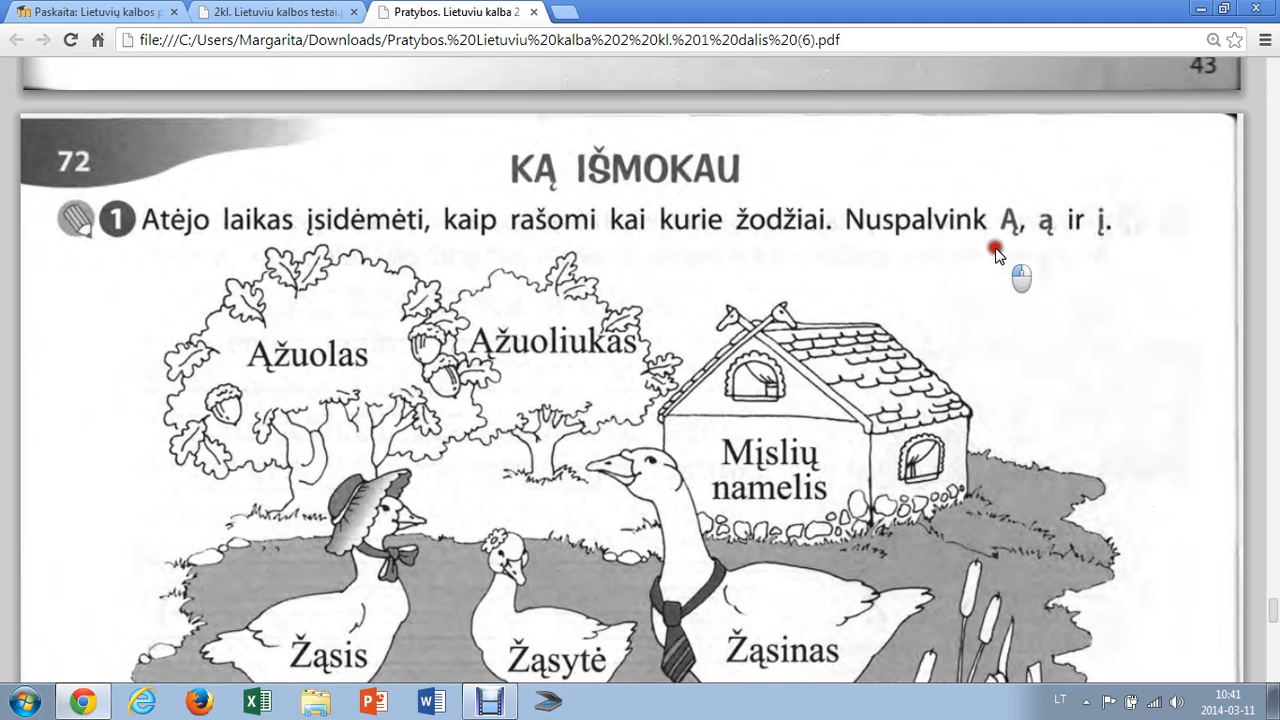 Paskaita: Lietuvių kalbos p
2kl. Lietuviu kalbos testai.p
Pratybos. Lietuviu kalba 2
file:///C:/Users/Margarita/Downloads/Pratybos.%20Lietuviu%20kalba%202%20kl.%201%20dalis%20(6).pdf
43
72
KĄ IŠMOKAU
1 Atėjo laikas įsidėmėti, kaip rašomi kai kurie žodžiai. Nuspalvink Ą, ą ir į.
Ąžuolas
Ąžuoliukas
Mįslių
namelis
Žąsis
Žąsytė
Žąsinas
LT
10:41
2014-03-11